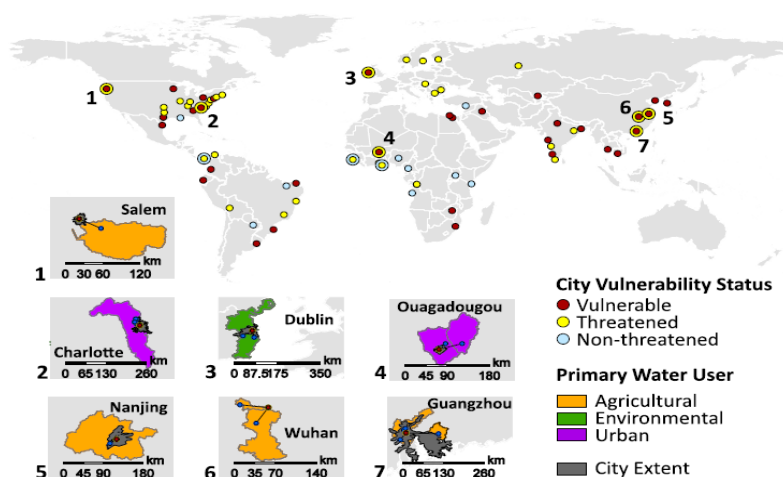 1
2
3
4
5
6
7
Salem
1
0 30 60 120
km
Charlotte
2
0 65 130 260
km
Dublin
3
0 87.5 175 350
km
Ouagadougou
4
0 45 90 180
km
Nanjing
5
0 45 90 180
km
Wuhan
6
0 35 70 140
km
Guangzhou
7
0 65 130 260
km
City Vulnerability Status
Vulnerable
Threatened
Non-threatened
Primary Water User
Agricultural
Environmental
Urban
City Extent